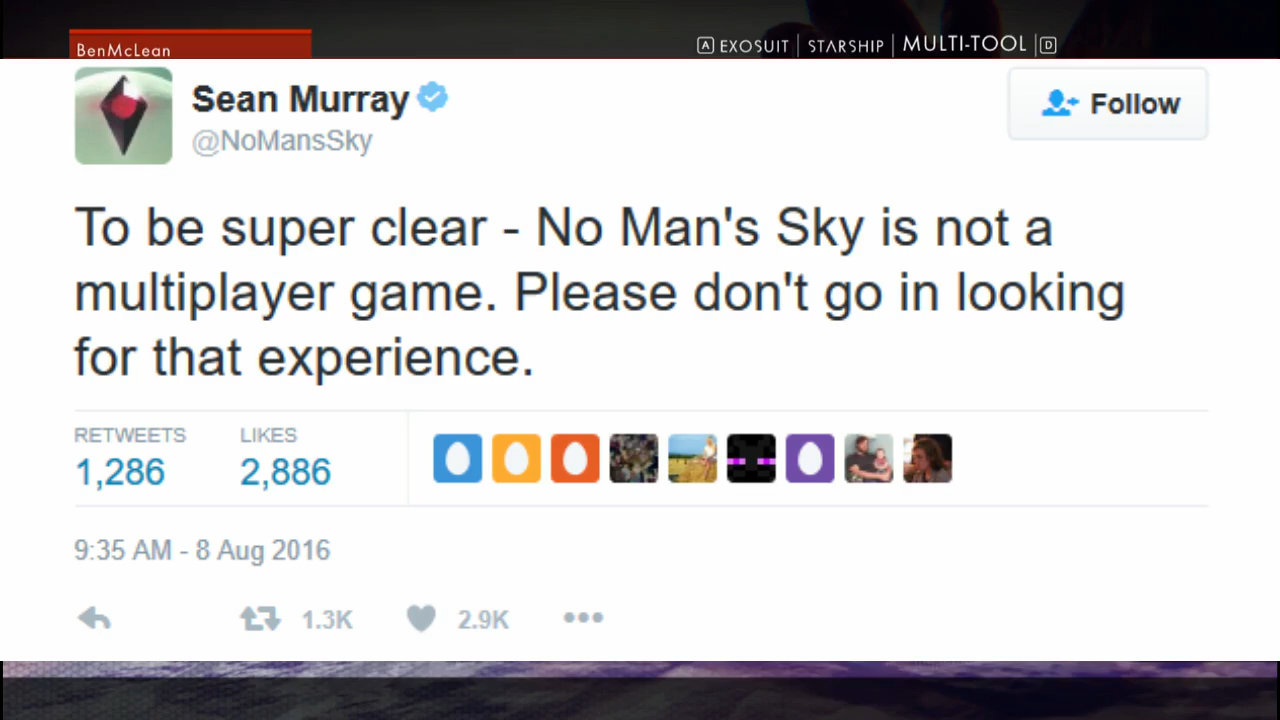 BenMcLean
A EXOSUIT STARSHIP MULTI-TOOL D
Sean Murray
Follow
@NoMansSky
To be super clear - No Man's Sky is not a
multiplayer game. Please don't go in looking
for that experience.
RETWEETS LIKES
1,286 2,886
9:35 AM - 8 Aug 2016
1.3K 2.9K